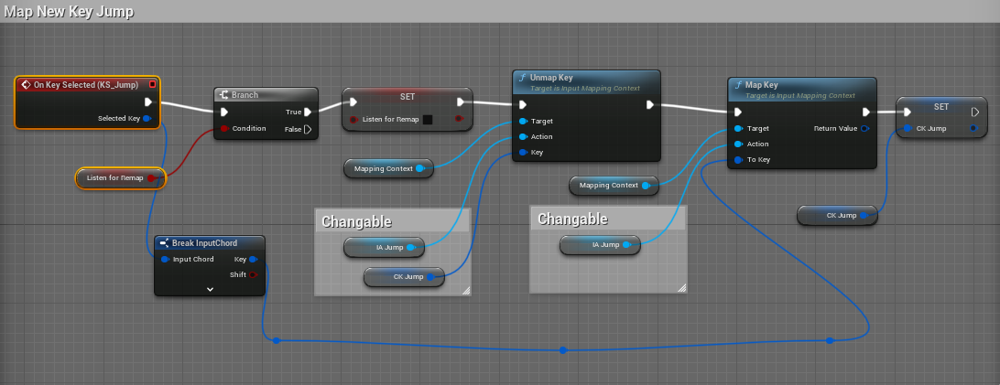 Map New Key Jump
On Key Selected (KS_Jump)
Selected Key
Listen for Remap
Branch
True
Condition
False
SET
Listen for Remap
Mapping Context
Unmap Key
Target is Input Mapping Context
Target
Action
Key
Mapping Context
Map Key
Target is Input Mapping Context
Target
Return Value
Action
To Key
SET
CK Jump
CK Jump
Changable
IA Jump
CK Jump
Changable
IA Jump
Break InputChord
Input Chord
Key
Shift